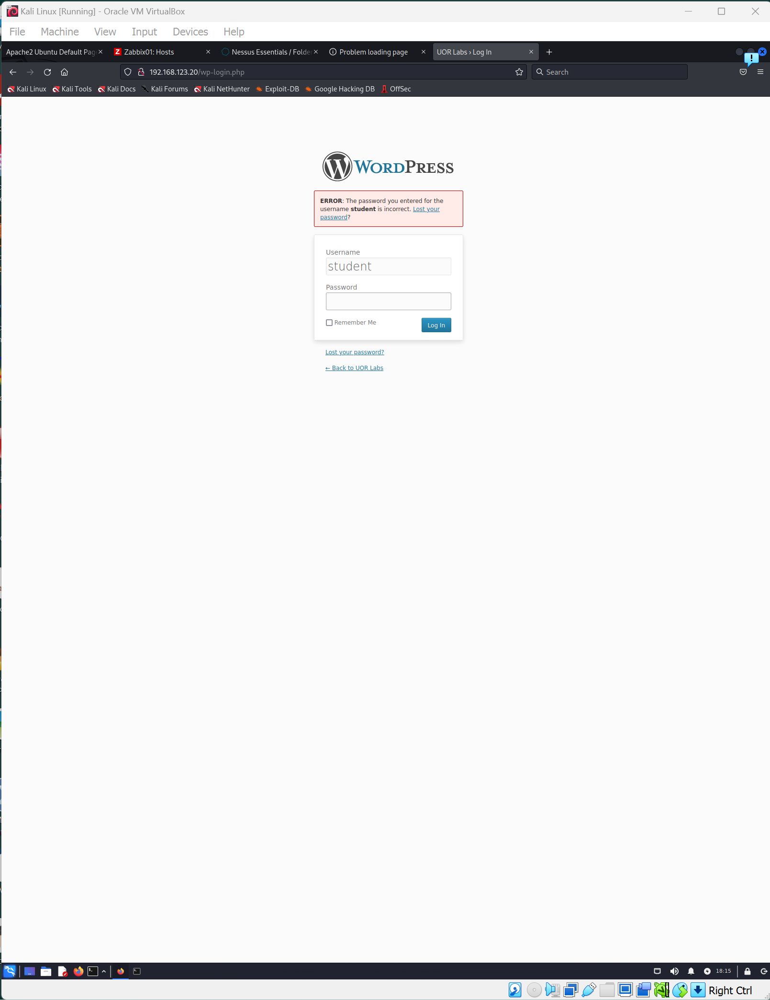 Kali Linux [Running] - Oracle VM VirtualBox
File Machine View Input Devices Help
Apache2 Ubuntu Default Pag Zabbix01: Hosts Nessus Essentials / Folde Problem loading page UOR Labs › Log In
192.168.123.20/wp-login.php Search
Kali Linux Kali Tools Kali Docs Kali Forums Kali NetHunter Exploit-DB Google Hacking DB OffSec
WORDPRESS
ERROR: The password you entered for the
username student is incorrect. Lost your
password?
Username
student
Password
Remember Me Log In
Lost your password?
← Back to UOR Labs
18:15
Right Ctrl